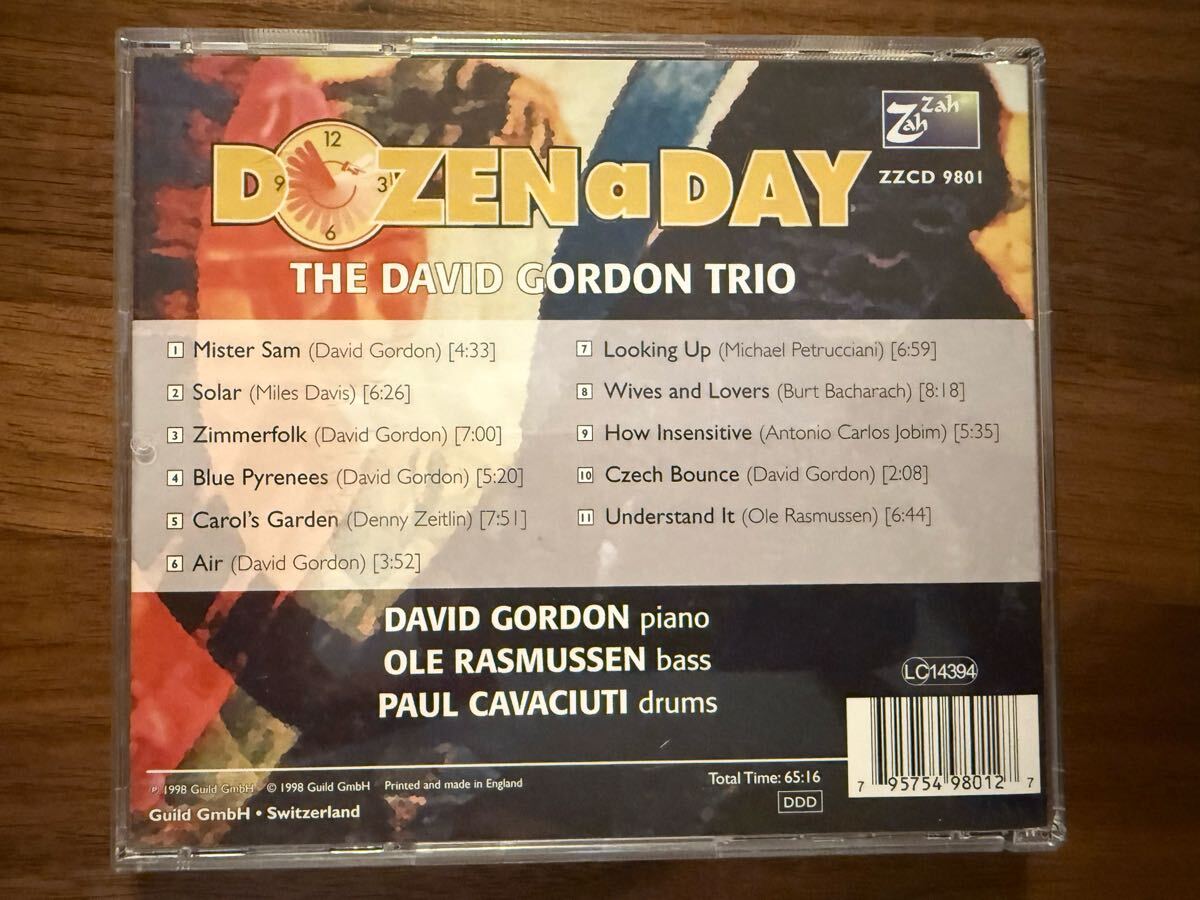 DOZEN a DAY
12
3
6
9
Zah
Zah
ZZCD 9801
THE DAVID GORDON TRIO
1 Mister Sam (David Gordon) [4:33]
2 Solar (Miles Davis) [6:26]
3 Zimmerfolk (David Gordon) [7:00]
4 Blue Pyrenees (David Gordon) [5:20]
5 Carol's Garden (Denny Zeitlin) [7:51]
6 Air (David Gordon) [3:52]
7 Looking Up (Michael Petrucciani) [6:59]
8 Wives and Lovers (Burt Bacharach) [8:18]
9 How Insensitive (Antonio Carlos Jobim) [5:35]
10 Czech Bounce (David Gordon) [2:08]
11 Understand It (Ole Rasmussen) [6:44]
DAVID GORDON piano
OLE RASMUSSEN bass
PAUL CAVACIUTI drums
LC 14394
℗ 1998 Guild GmbH © 1998 Guild GmbH Printed and made in England
Guild GmbH • Switzerland
Total Time: 65:16
DDD
7 95754 98012 7